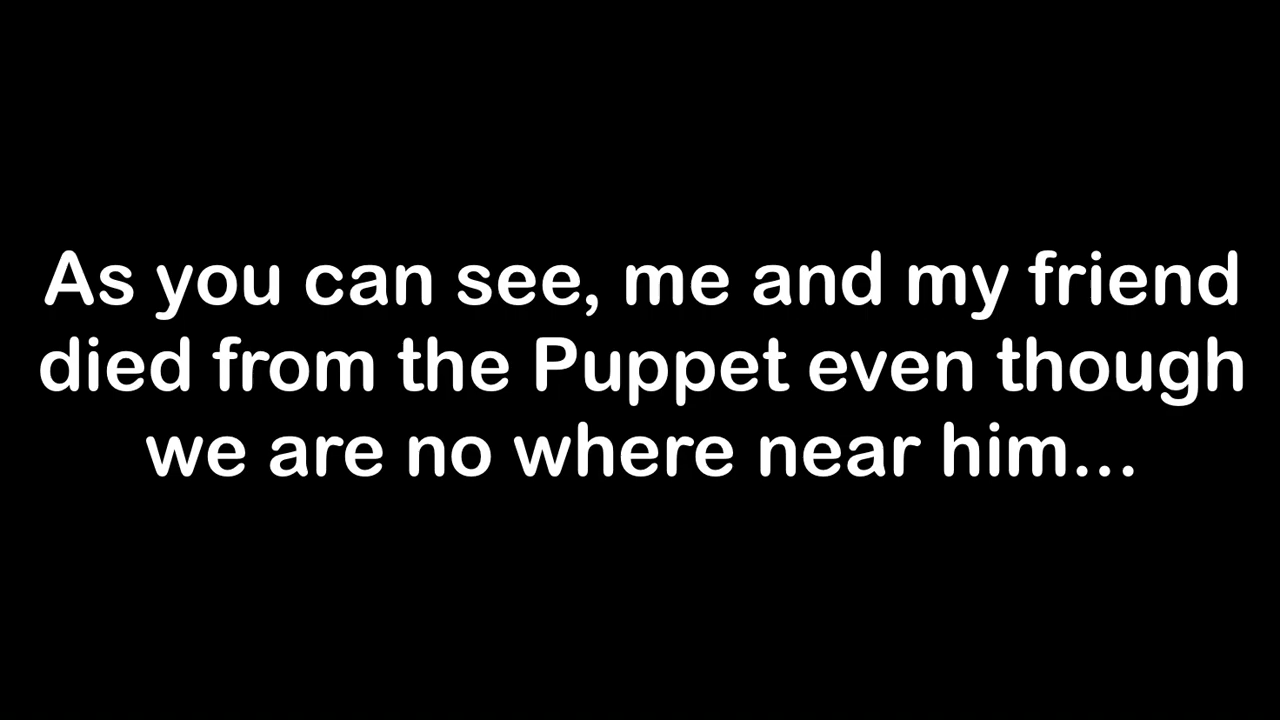 As you can see, me and my friend
died from the Puppet even though
we are no where near him...